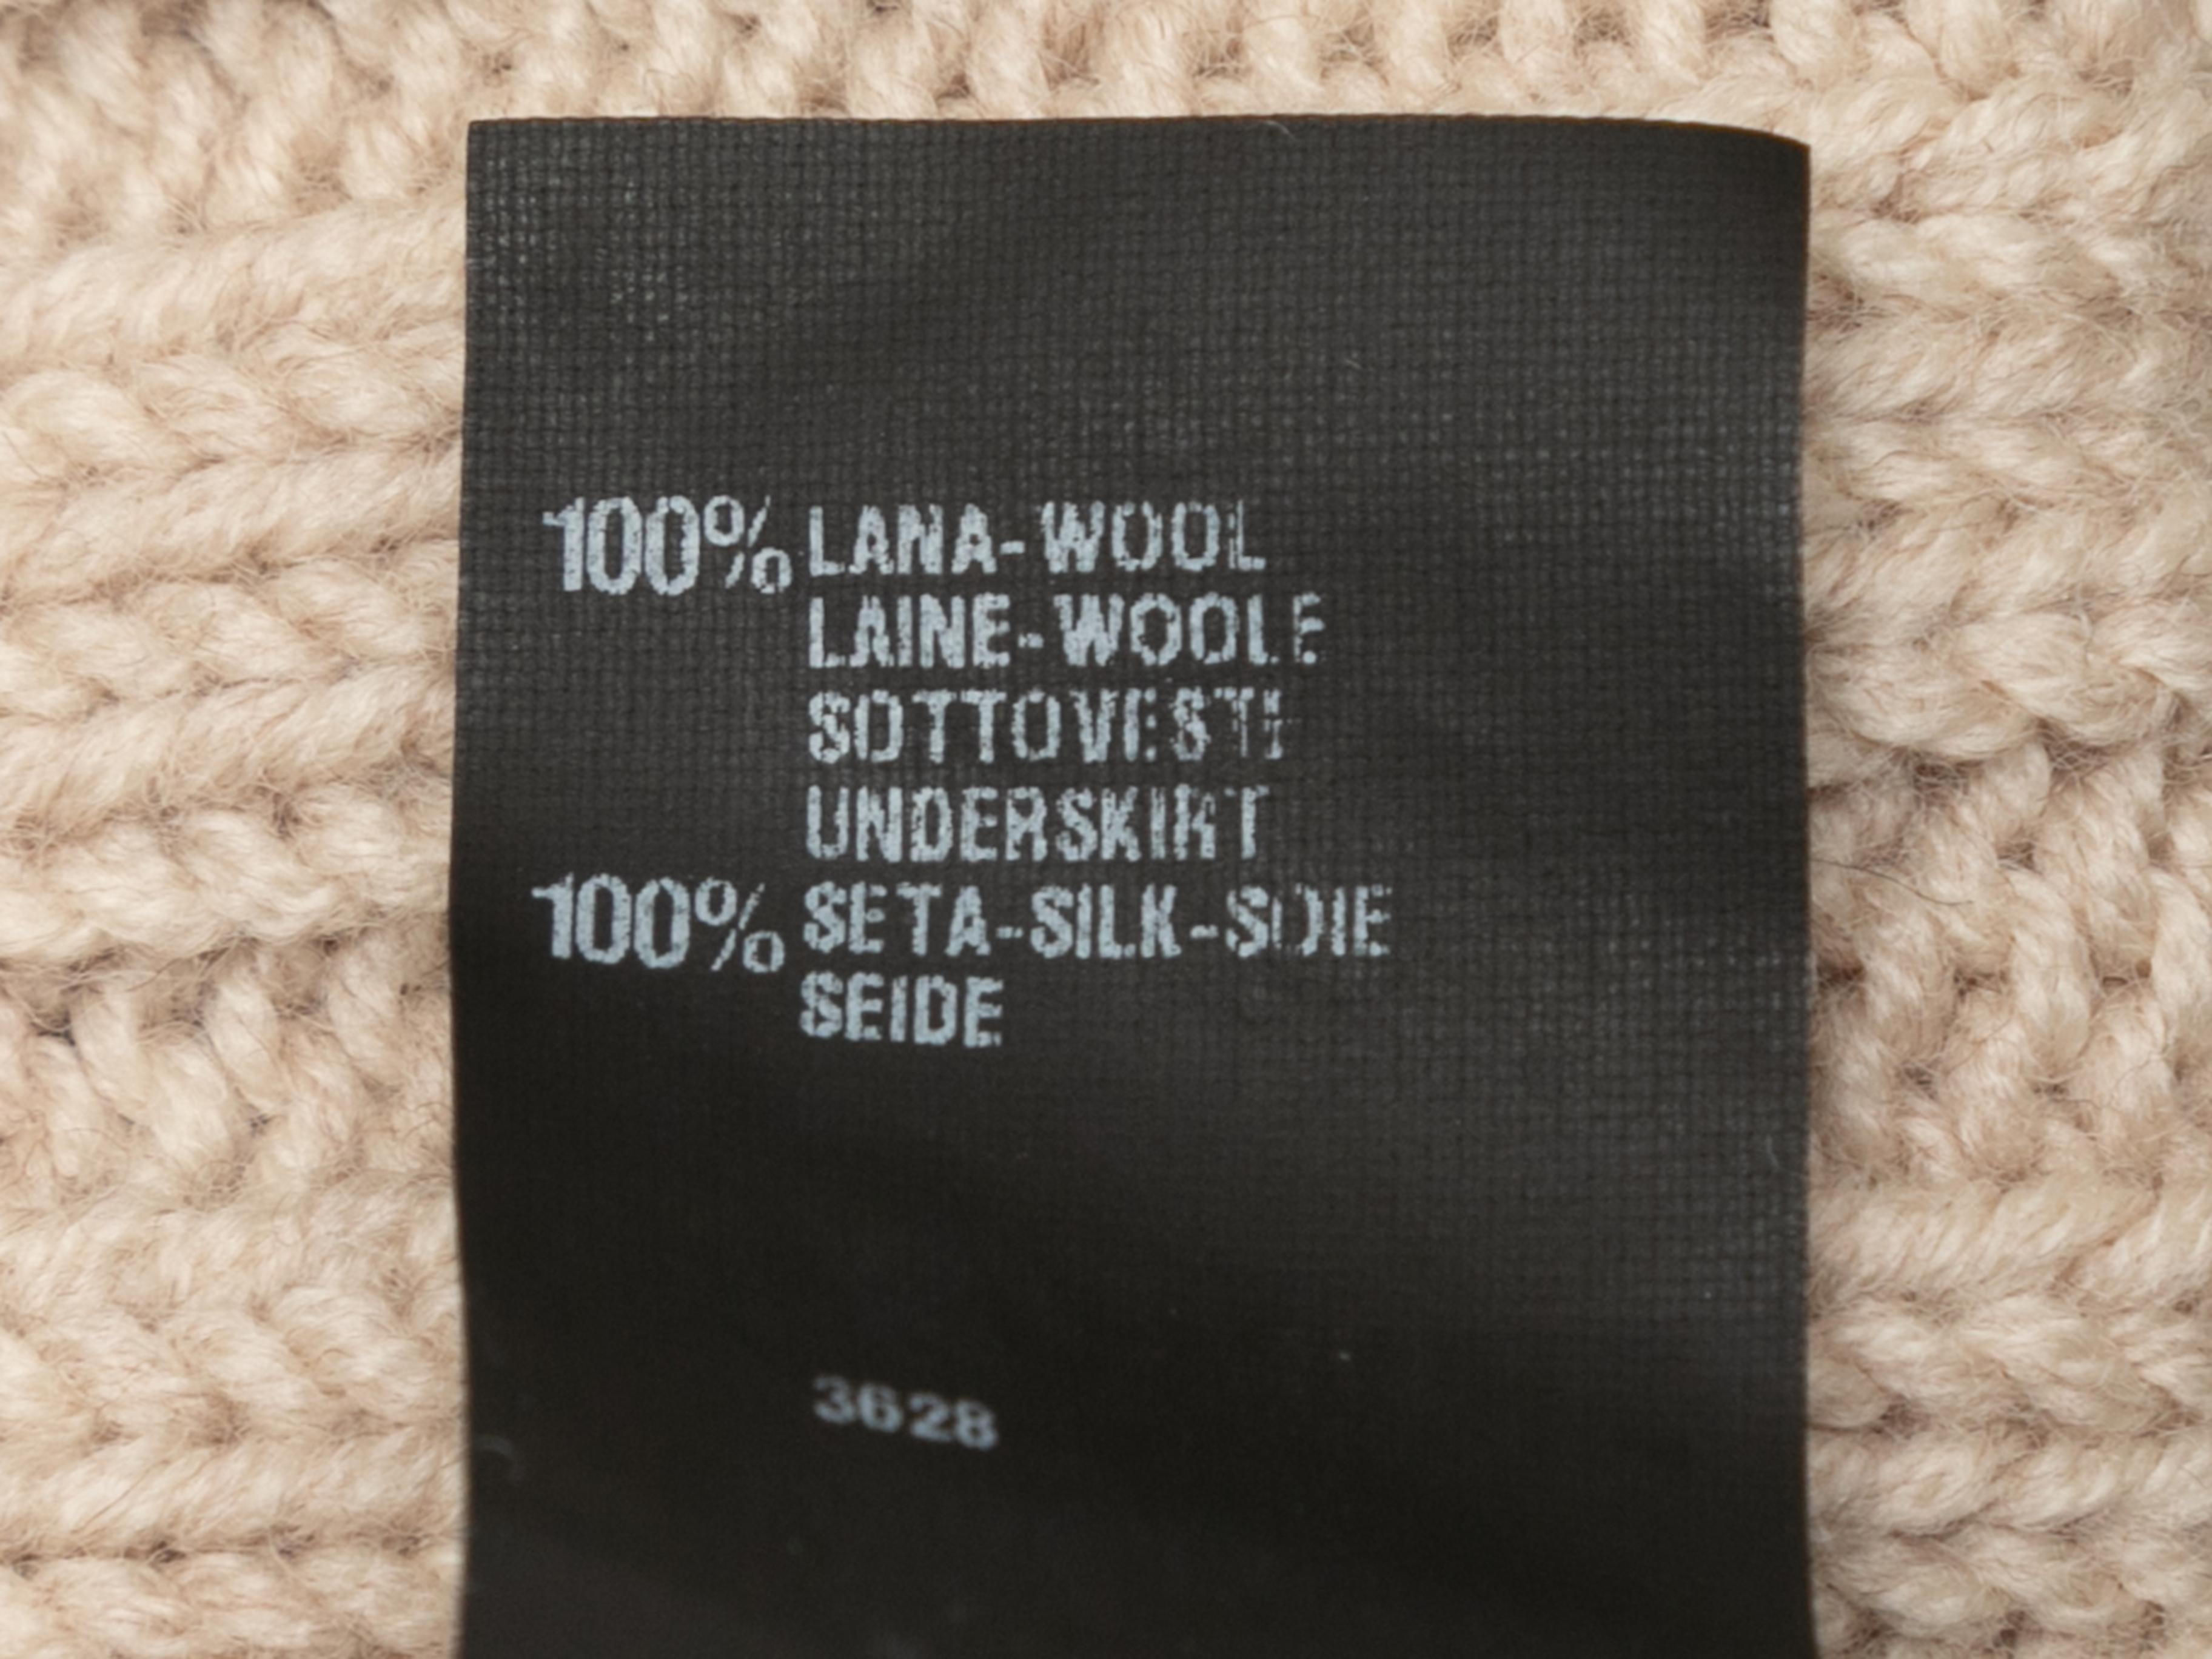 100% LANA-WOOL
LAINE-WOOLE
SOTTOVESTE
UNDERSKIRT
100% SETA-SILK-SOIE
SEIDE
3628